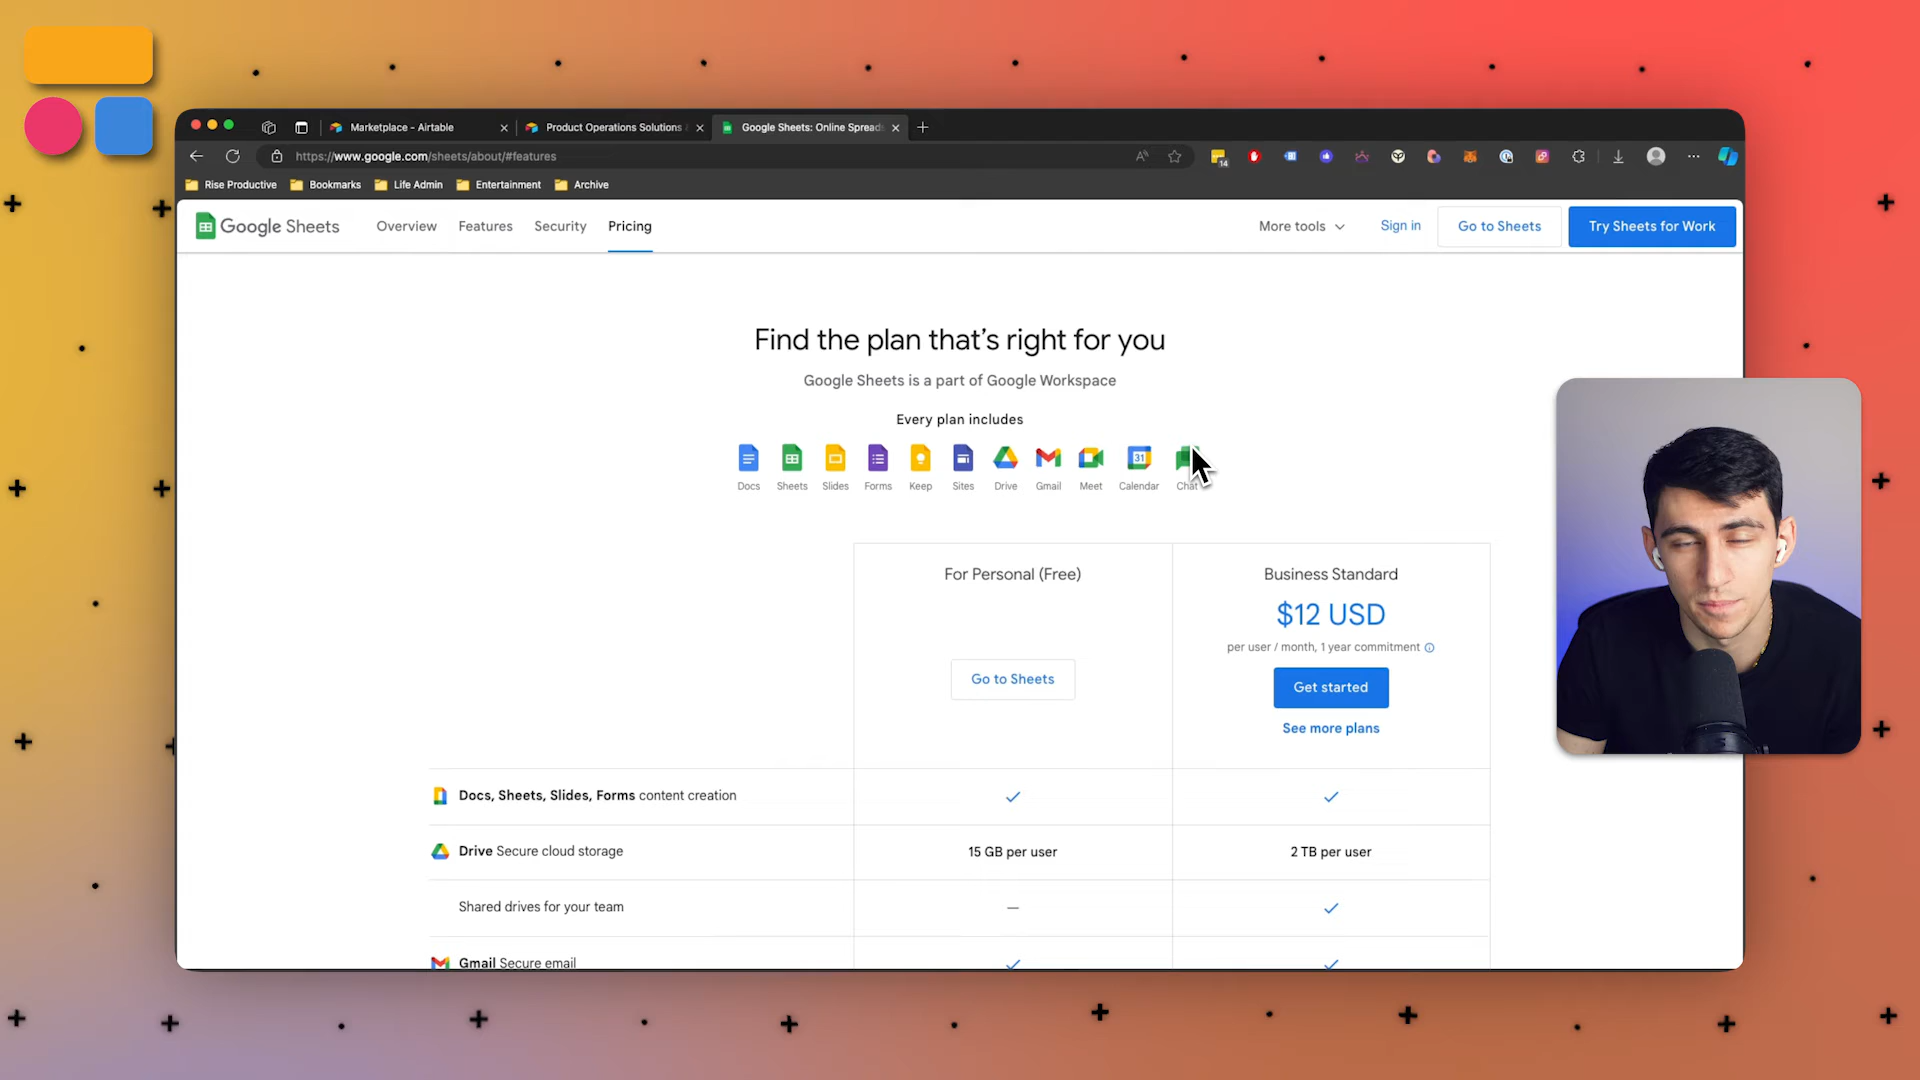 Marketplace - Airtable
Product Operations Solutions
Google Sheets: Online Spreads
https://www.google.com/sheets/about/#features
14
Rise Productive
Bookmarks
Life Admin
Entertainment
Archive
Google Sheets
Overview
Features
Security
Pricing
More tools
Sign in
Go to Sheets
Try Sheets for Work
Find the plan that's right for you
Google Sheets is a part of Google Workspace
Every plan includes
31
Docs
Sheets
Slides
Forms
Keep
Sites
Drive
Gmail
Meet
Calendar
Chat
For Personal (Free)
Business Standard
$12 USD
per user / month, 1 year commitment
Go to Sheets
Get started
See more plans
Docs, Sheets, Slides, Forms content creation
Drive Secure cloud storage
15 GB per user
2 TB per user
Shared drives for your team
—
Gmail Secure email